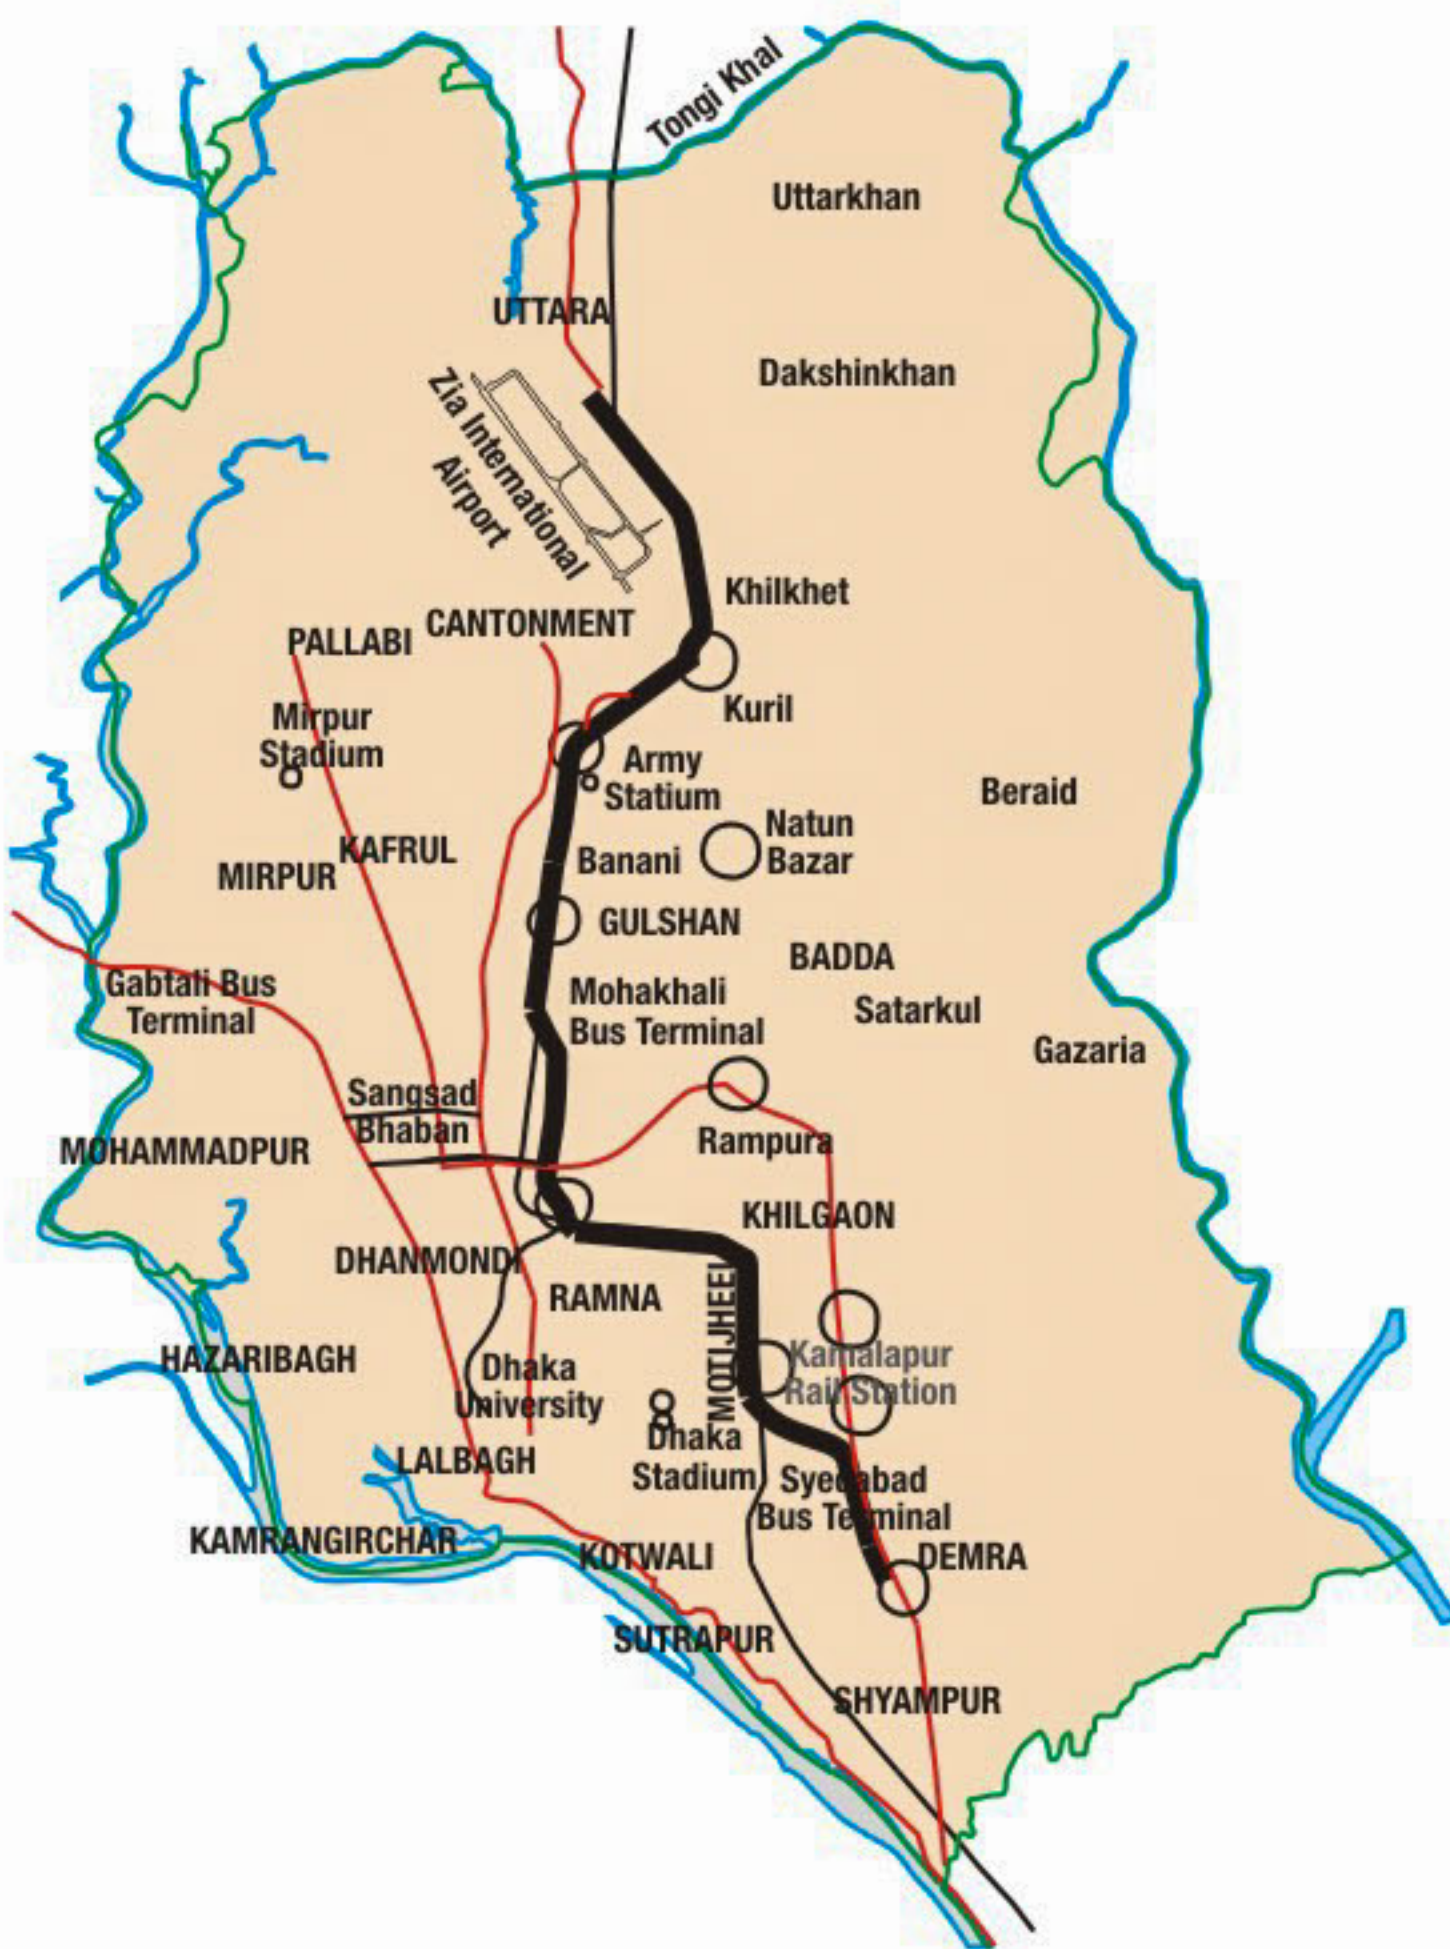 Tongi Khal
Uttarkhan
UTTARA
Dakshinkhan
Zia International
Airport
Khilkhet
CANTONMENT
PALLABI
Kuril
Mirpur
Stadium
Army
Statium
Beraid
Natun
Bazar
KAFRUL
Banani
MIRPUR
GULSHAN
BADDA
Gabtali Bus
Terminal
Mohakhali
Bus Terminal
Satarkul
Gazaria
Sangsad
Bhaban
Rampura
MOHAMMADPUR
KHILGAON
DHANMONDI
RAMNA
MOTIJHEEL
HAZARIBAGH
Dhaka
University
Kamalapur
Rail Station
Dhaka
Stadium
LALBAGH
Syedabad
Bus Terminal
KAMRANGIRCHAR
KOTWALI
DEMRA
SUTRAPUR
SHYAMPUR